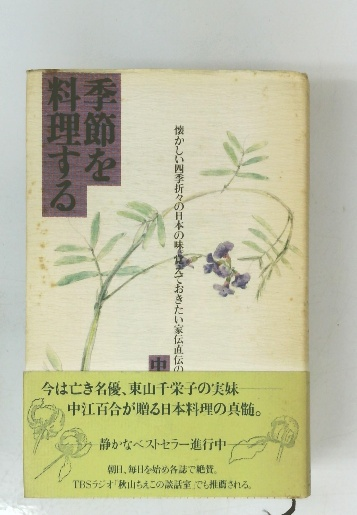 季節を
料理する
懐かしい四季折々の日本の味覚えておきたい家伝直伝の
中
今は亡き名優、東山千栄子の実妹
中江百合が贈る日本料理の真髄。
静かなベストセラー進行中
朝日、毎日を始め各誌で絶賛。
TBSラジオ「秋山ちえこの談話室」でも推薦される。